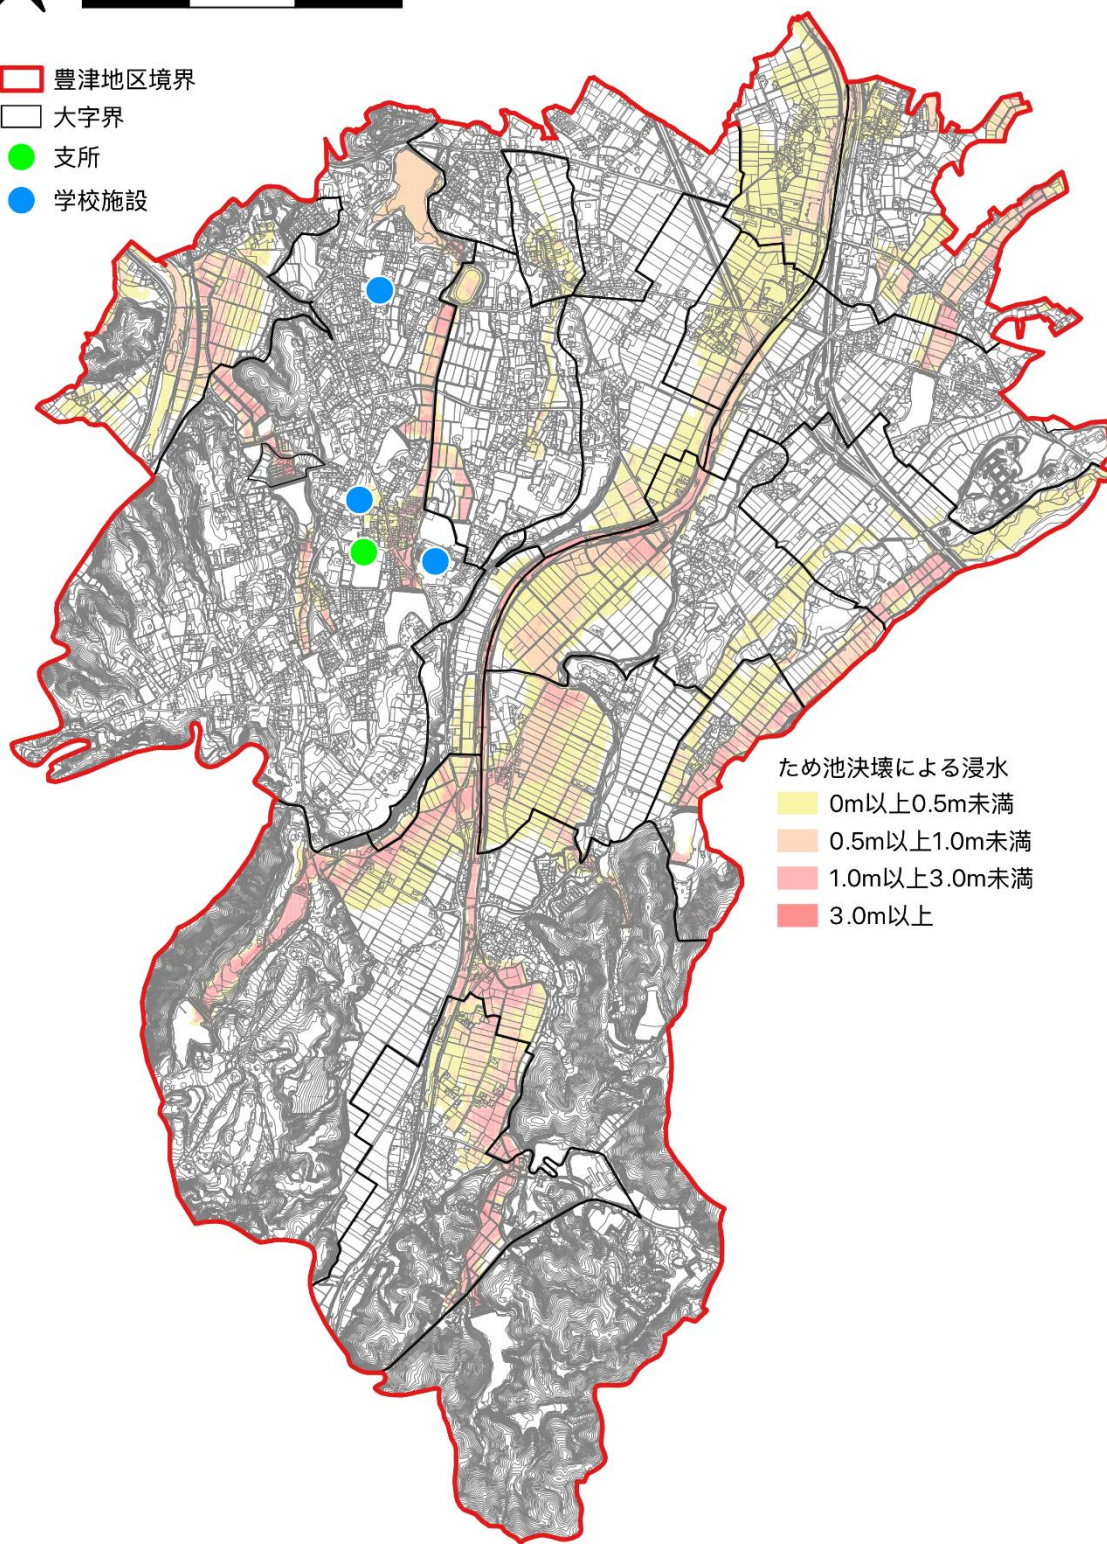 豊津地区境界
大字界
支所
学校施設
ため池決壊による浸水
0m以上0.5m未満
0.5m以上1.0m未満
1.0m以上3.0m未満
3.0m以上